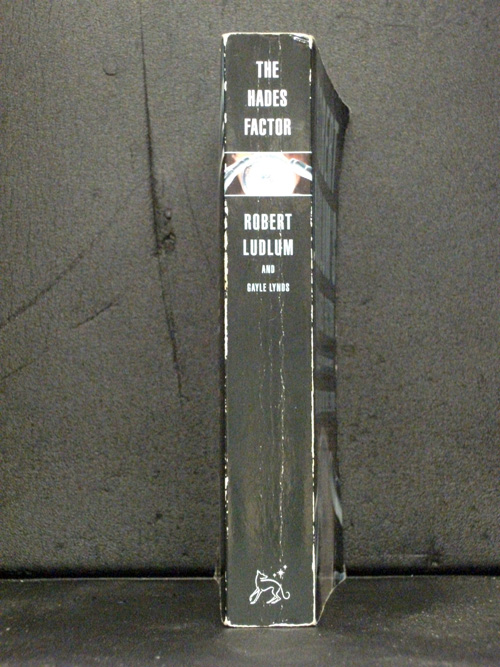 THE
HADES
FACTOR
ROBERT
LUDLUM
AND
GAYLE LYNDS